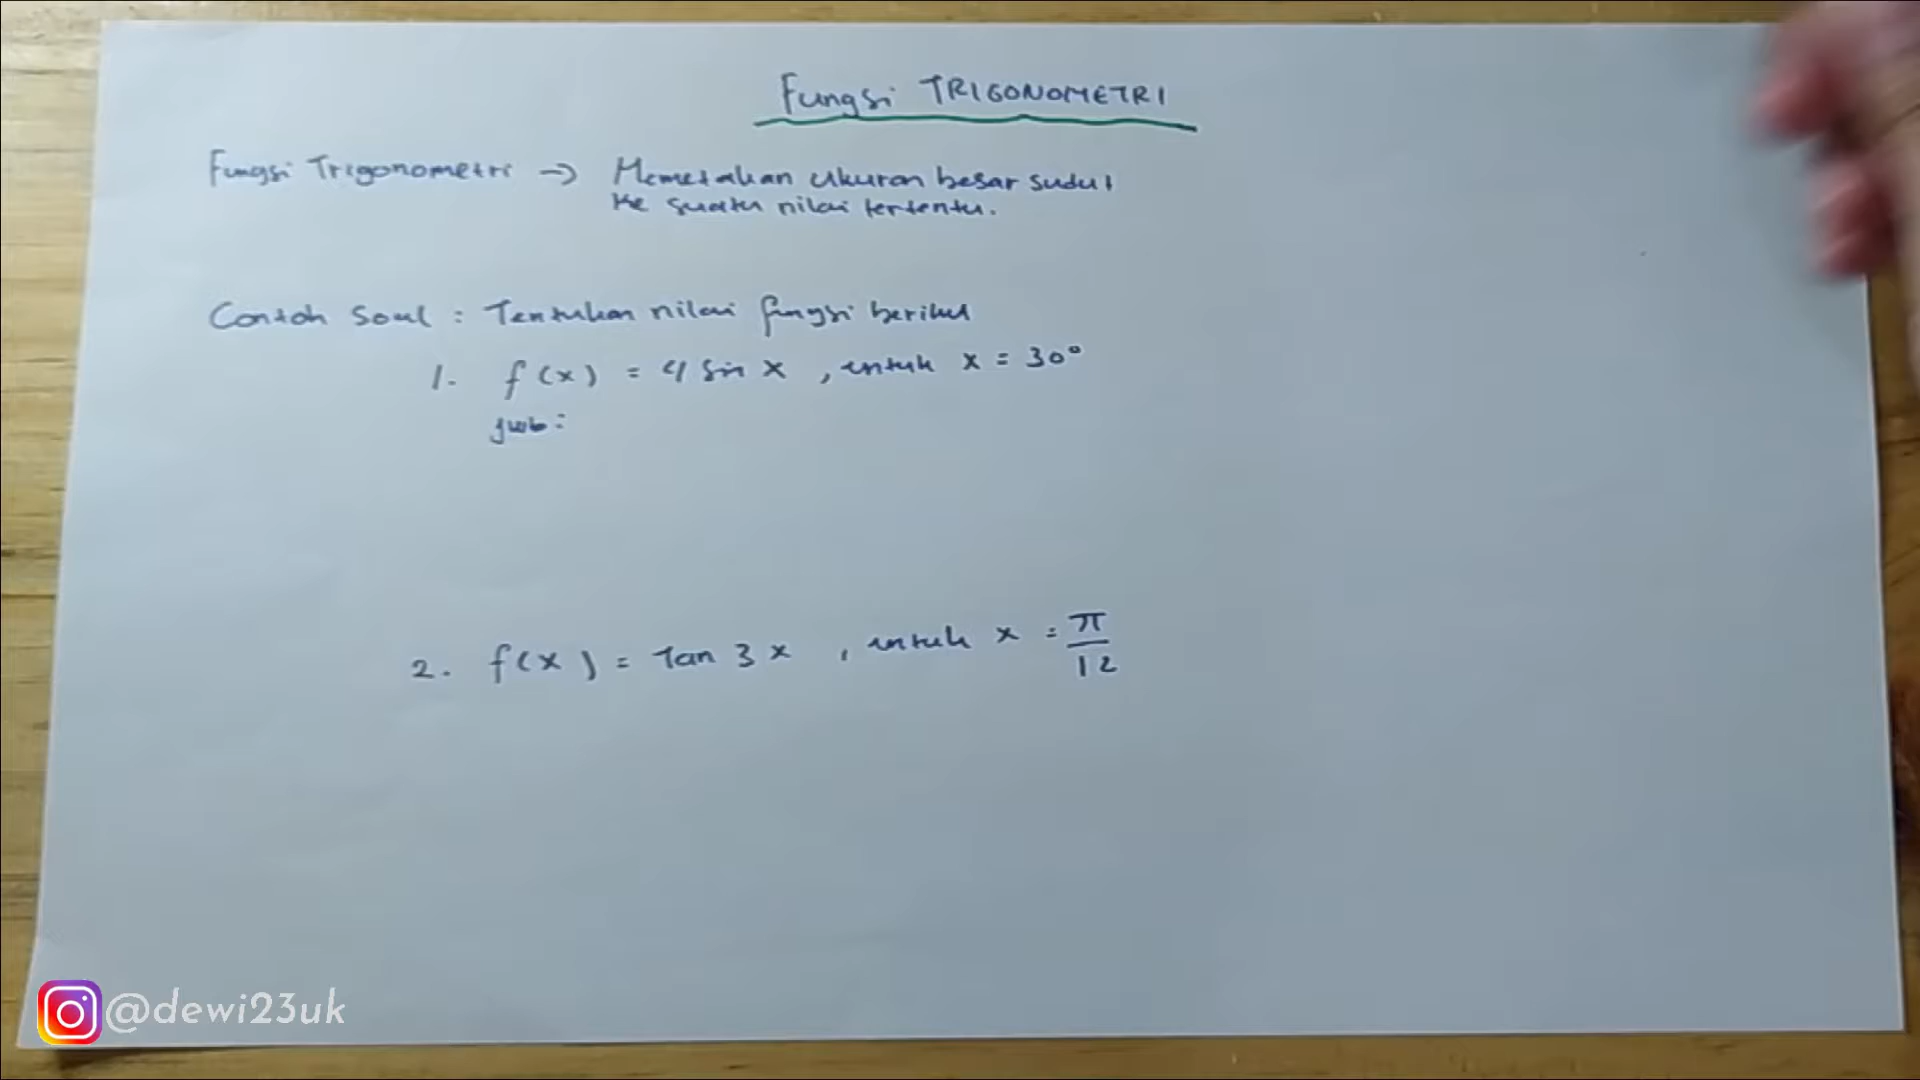 Fungsi TRIGONOMETRI
Fungsi Trigonometri → Memetakan ukuran besar sudut
ke suatu nilai tertentu.
Contoh Soal : Tentukan nilai fungsi berikut
1. f(x) = 4 sin x , untuk x = 30°
jwb :
2. f(x) = Tan 3x , untuk x = π/12
@dewi23uk